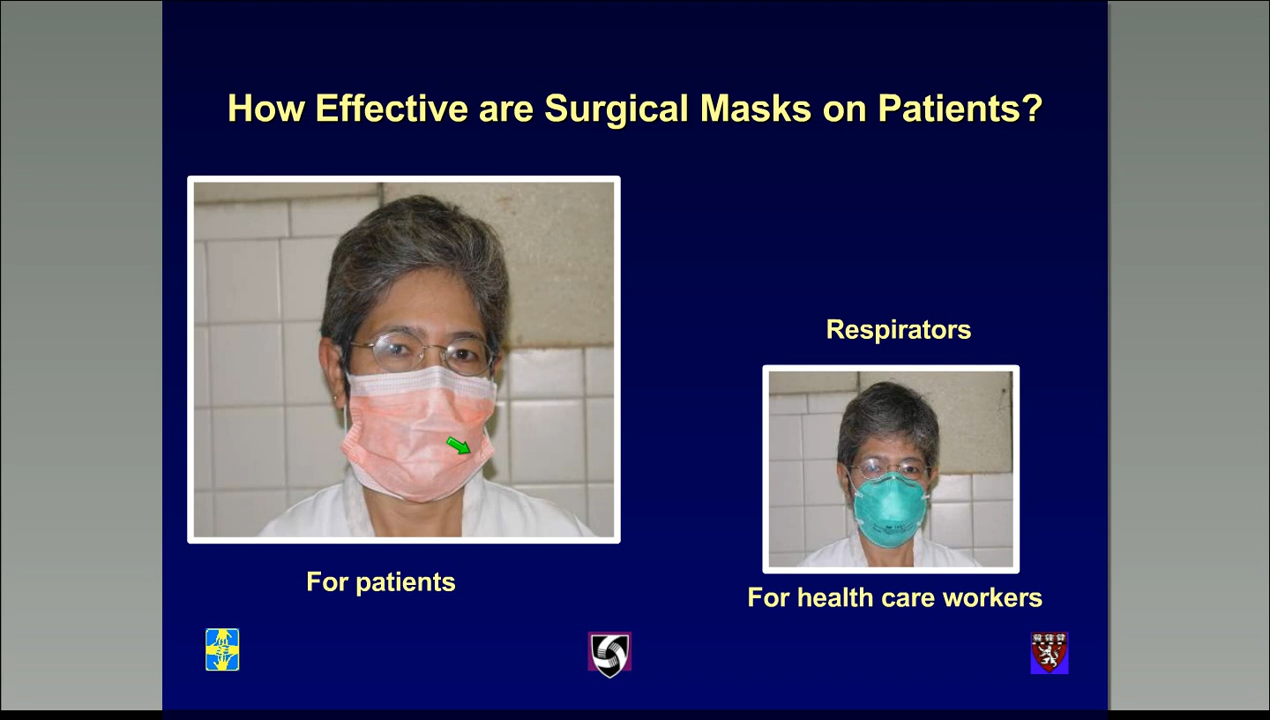 How Effective are Surgical Masks on Patients?
Respirators
For patients
For health care workers